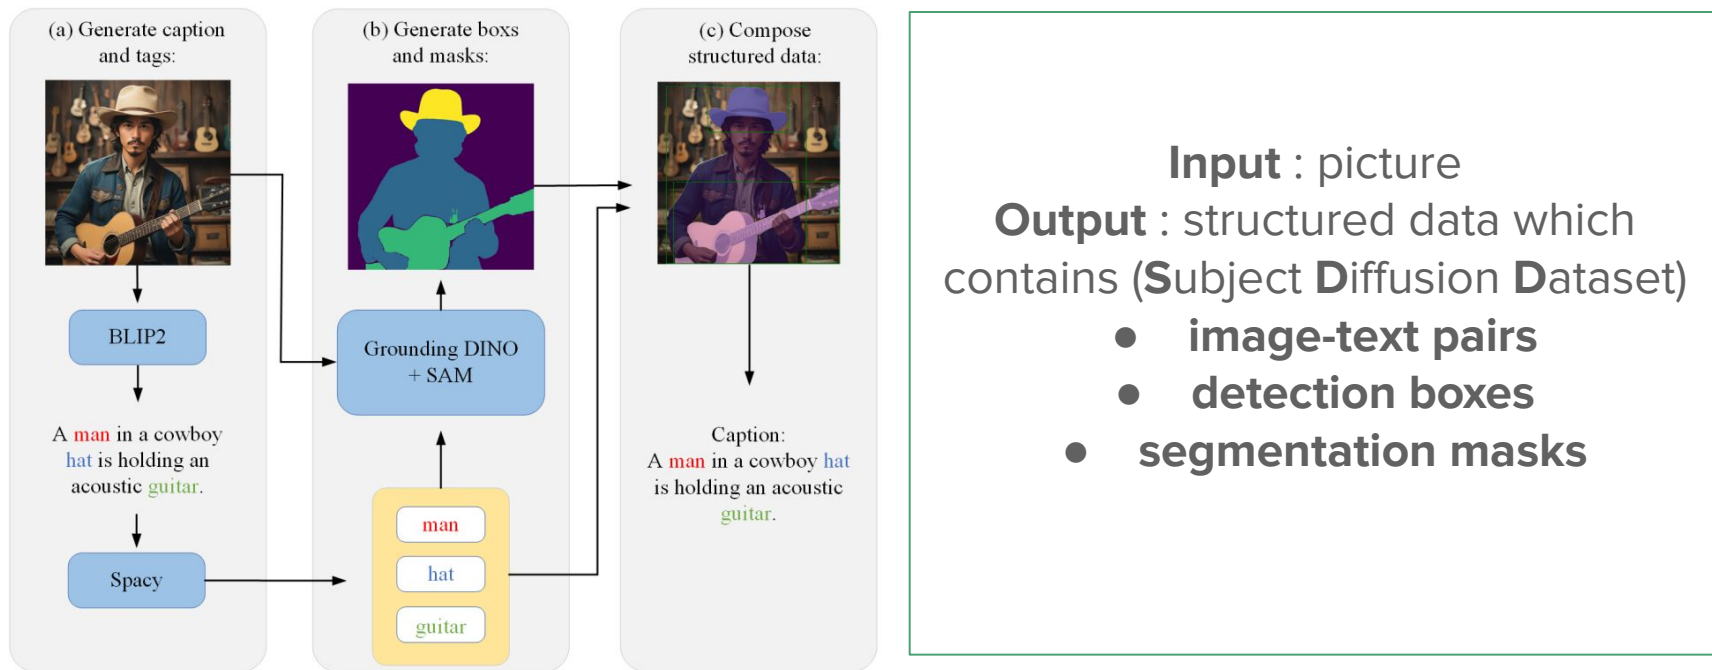 (a) Generate caption
and tags:
BLIP2
A man in a cowboy
hat is holding an
acoustic guitar.
Spacy
(b) Generate boxs
and masks:
Grounding DINO
+ SAM
man
hat
guitar
(c) Compose
structured data:
Caption:
A man in a cowboy hat
is holding an acoustic
guitar.
Input : picture
Output : structured data which
contains (Subject Diffusion Dataset)
● image-text pairs
● detection boxes
● segmentation masks